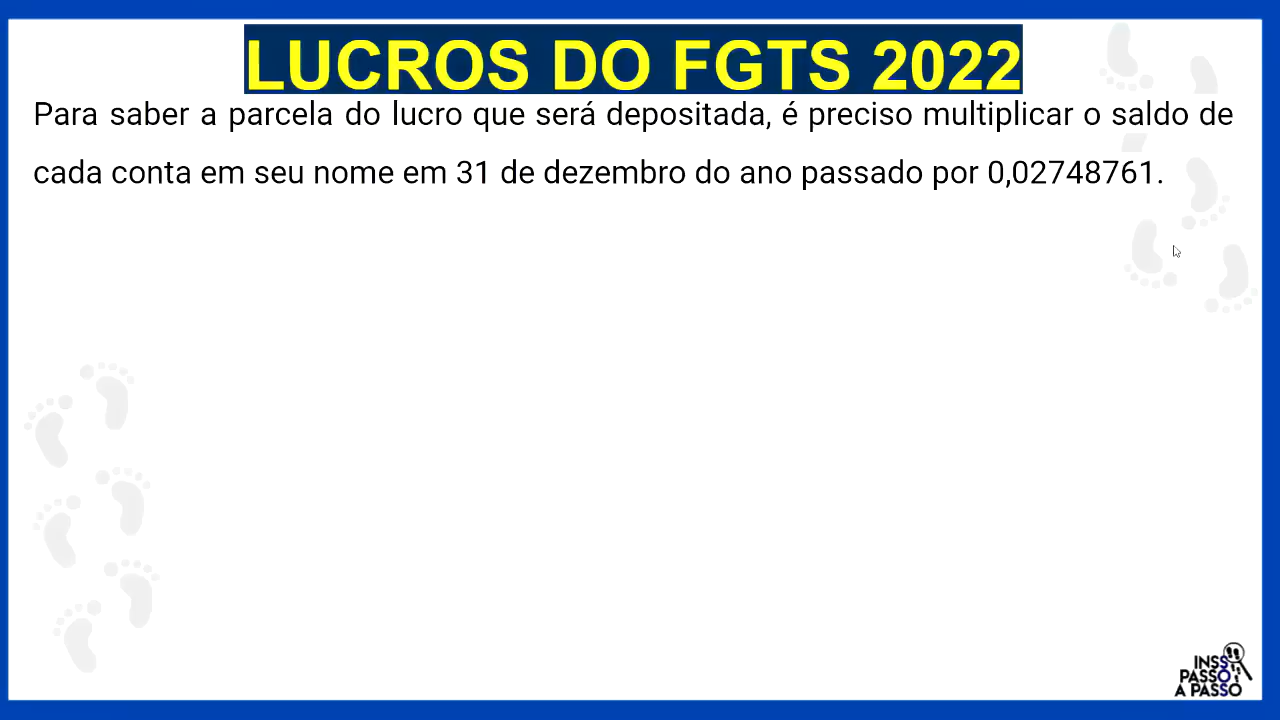 LUCROS DO FGTS 2022
Para saber a parcela do lucro que será depositada, é preciso multiplicar o saldo de
cada conta em seu nome em 31 de dezembro do ano passado por 0,02748761.
INSS
PASSO
A PASSO